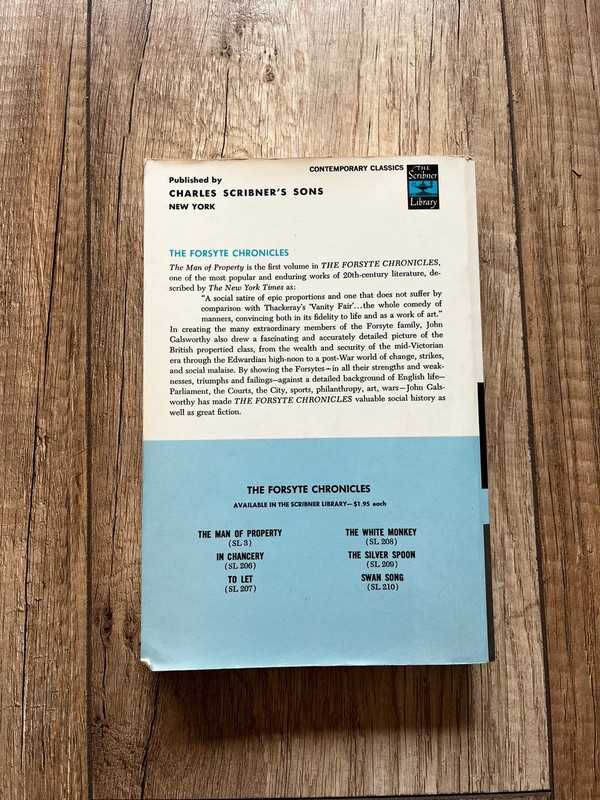 CONTEMPORARY CLASSICS
THE
Scribner
Library
Published by
CHARLES SCRIBNER'S SONS
NEW YORK
THE FORSYTE CHRONICLES
The Man of Property is the first volume in THE FORSYTE CHRONICLES,
one of the most popular and enduring works of 20th-century literature, de-
scribed by The New York Times as:
"A social satire of epic proportions and one that does not suffer by
comparison with Thackeray's 'Vanity Fair'...the whole comedy of
manners, convincing both in its fidelity to life and as a work of art."
In creating the many extraordinary members of the Forsyte family, John
Galsworthy also drew a fascinating and accurately detailed picture of the
British propertied class, from the wealth and security of the mid-Victorian
era through the Edwardian high-noon to a post-War world of change, strikes,
and social malaise. By showing the Forsytes—in all their strengths and weak-
nesses, triumphs and failings—against a detailed background of English life—
Parliament, the Courts, the City, sports, philanthropy, art, wars—John Gals-
worthy has made THE FORSYTE CHRONICLES valuable social history as
well as great fiction.
THE FORSYTE CHRONICLES
AVAILABLE IN THE SCRIBNER LIBRARY—$1.95 each
THE MAN OF PROPERTY
(SL 3)
IN CHANCERY
(SL 206)
TO LET
(SL 207)
THE WHITE MONKEY
(SL 208)
THE SILVER SPOON
(SL 209)
SWAN SONG
(SL 210)